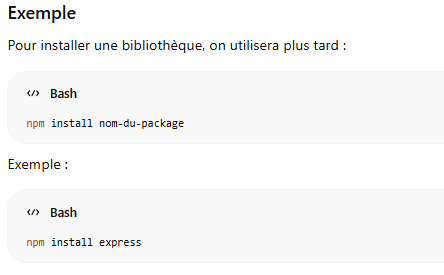 Exemple
Pour installer une bibliothèque, on utilisera plus tard :
</> Bash
npm install nom-du-package
Exemple :
</> Bash
npm install express